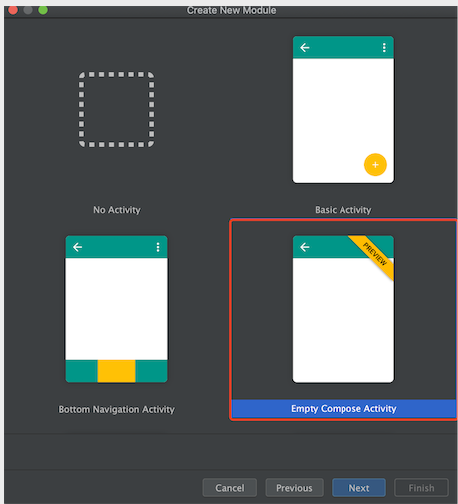 Create New Module
No Activity
Basic Activity
PREVIEW
Bottom Navigation Activity
Empty Compose Activity
Cancel
Previous
Next
Finish